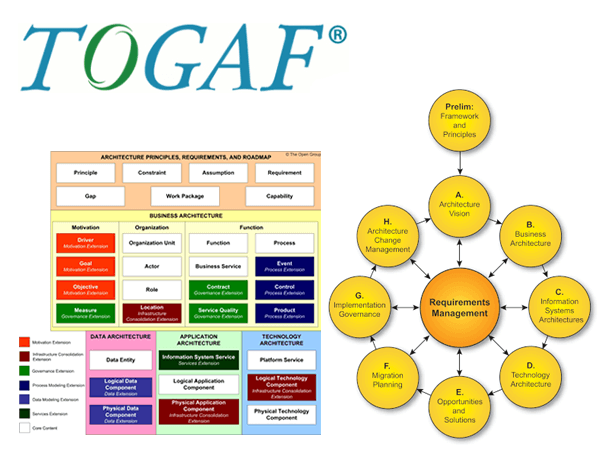 TOGAF®
© The Open Group
ARCHITECTURE PRINCIPLES, REQUIREMENTS, AND ROADMAP
Principle
Constraint
Assumption
Requirement
Gap
Work Package
Capability
BUSINESS ARCHITECTURE
Motivation
Organization
Function
Driver
Motivation Extension
Organization Unit
Function
Process
Goal
Motivation Extension
Actor
Business Service
Event
Process Extension
Objective
Motivation Extension
Role
Contract
Governance Extension
Control
Process Extension
Measure
Governance Extension
Location
Infrastructure
Consolidation Extension
Service Quality
Governance Extension
Product
Process Extension
DATA ARCHITECTURE
APPLICATION
ARCHITECTURE
TECHNOLOGY
ARCHITECTURE
Data Entity
Information System Service
Services Extension
Platform Service
Logical Data
Component
Data Extension
Logical Application
Component
Logical Technology
Component
Infrastructure Consolidation
Extension
Physical Data
Component
Data Extension
Physical Application
Component
Infrastructure Consolidation
Extension
Physical Technology
Component
Motivation Extension
Infrastructure Consolidation
Extension
Governance Extension
Process Modeling Extension
Data Modeling Extension
Services Extension
Core Content
Prelim:
Framework
and
Principles
A.
Architecture
Vision
B.
Business
Architecture
C.
Information
Systems
Architectures
D.
Technology
Architecture
E.
Opportunities
and
Solutions
F.
Migration
Planning
G.
Implementation
Governance
H.
Architecture
Change
Management
Requirements
Management